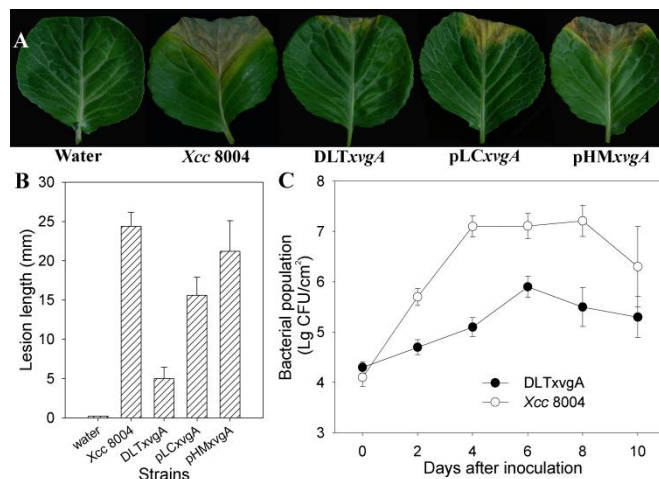 A
Water
Xcc 8004
DLTxvgA
pLCxvgA
pHMxvgA
B
30
25
20
15
10
5
0
Lesion length (mm)
water
Xcc 8004
DLTxvgA
pLCxvgA
pHMxvgA
Strains
C
8
7
6
5
4
3
Bacterial population
(Lg CFU/cm²)
DLTxvgA
Xcc 8004
0 2 4 6 8 10
Days after inoculation